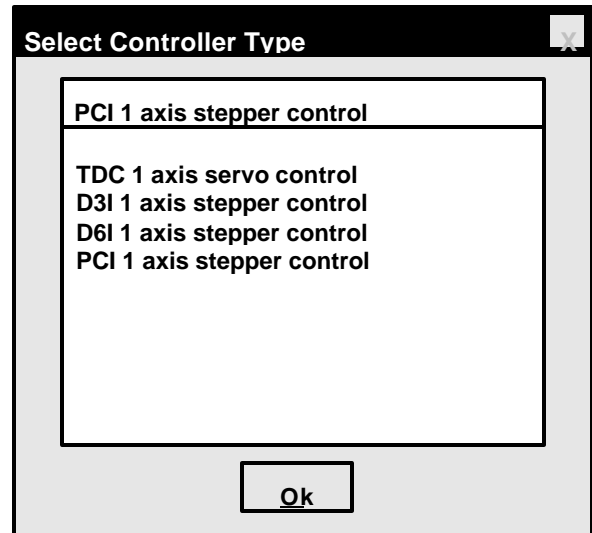 Select Controller Type
X
PCI 1 axis stepper control
TDC 1 axis servo control
D3I 1 axis stepper control
D6I 1 axis stepper control
PCI 1 axis stepper control
Ok